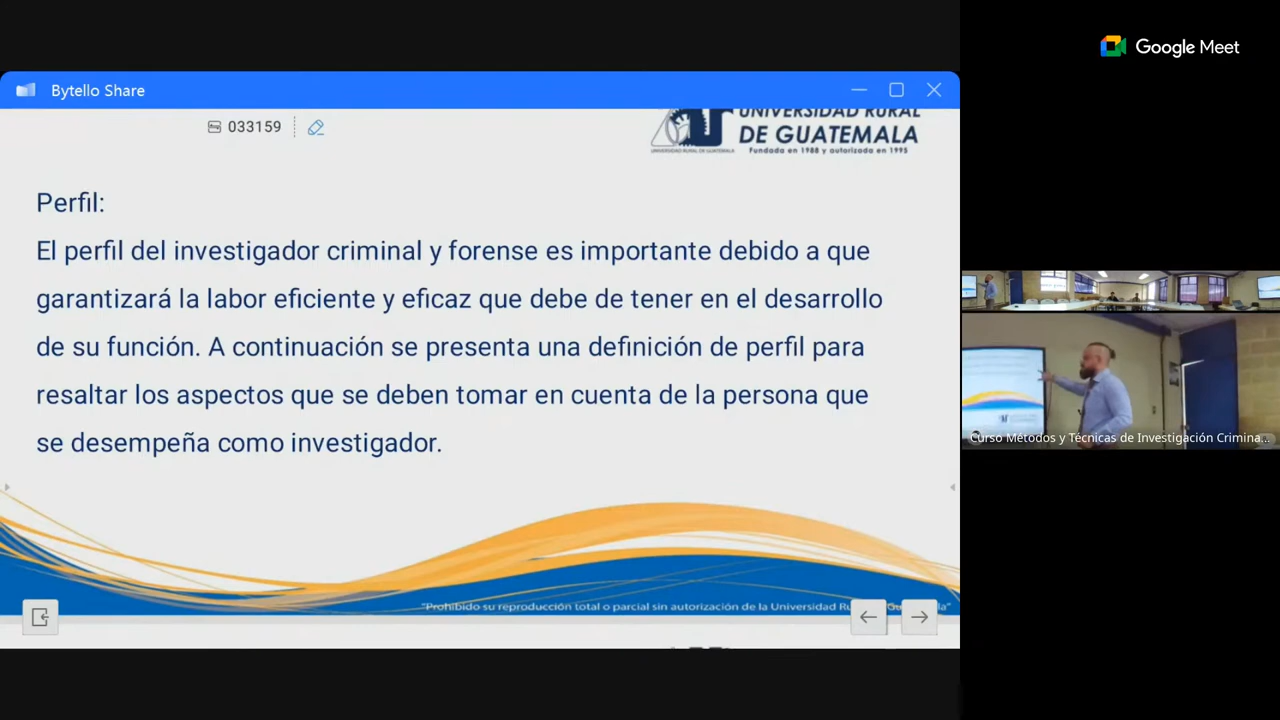 Google Meet
Bytello Share
033159
UNIVERSIDAD RURAL
DE GUATEMALA
Fundada en 1988 y autorizada en 1995
UNIVERSIDAD RURAL DE GUATEMALA
Perfil:
El perfil del investigador criminal y forense es importante debido a que
garantizará la labor eficiente y eficaz que debe de tener en el desarrollo
de su función. A continuación se presenta una definición de perfil para
resaltar los aspectos que se deben tomar en cuenta de la persona que
se desempeña como investigador.
Curso Métodos y Técnicas de Investigación Crimina...
"Prohibido su reproducción total o parcial sin autorización de la Universidad